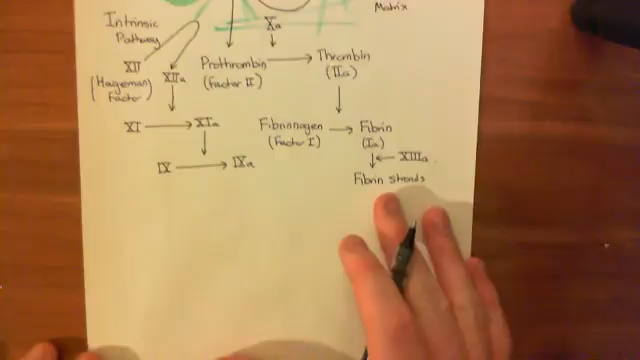 Matrix
Intrinsic
Pathway
Xa
XII
(Hageman
Factor)
XIIa
Prothrombin
(Factor II)
Thrombin
(IIa)
XI
XIa
Fibrinogen
(Factor I)
Fibrin
(Ia)
XIIIa
IX
IXa
Fibrin strands